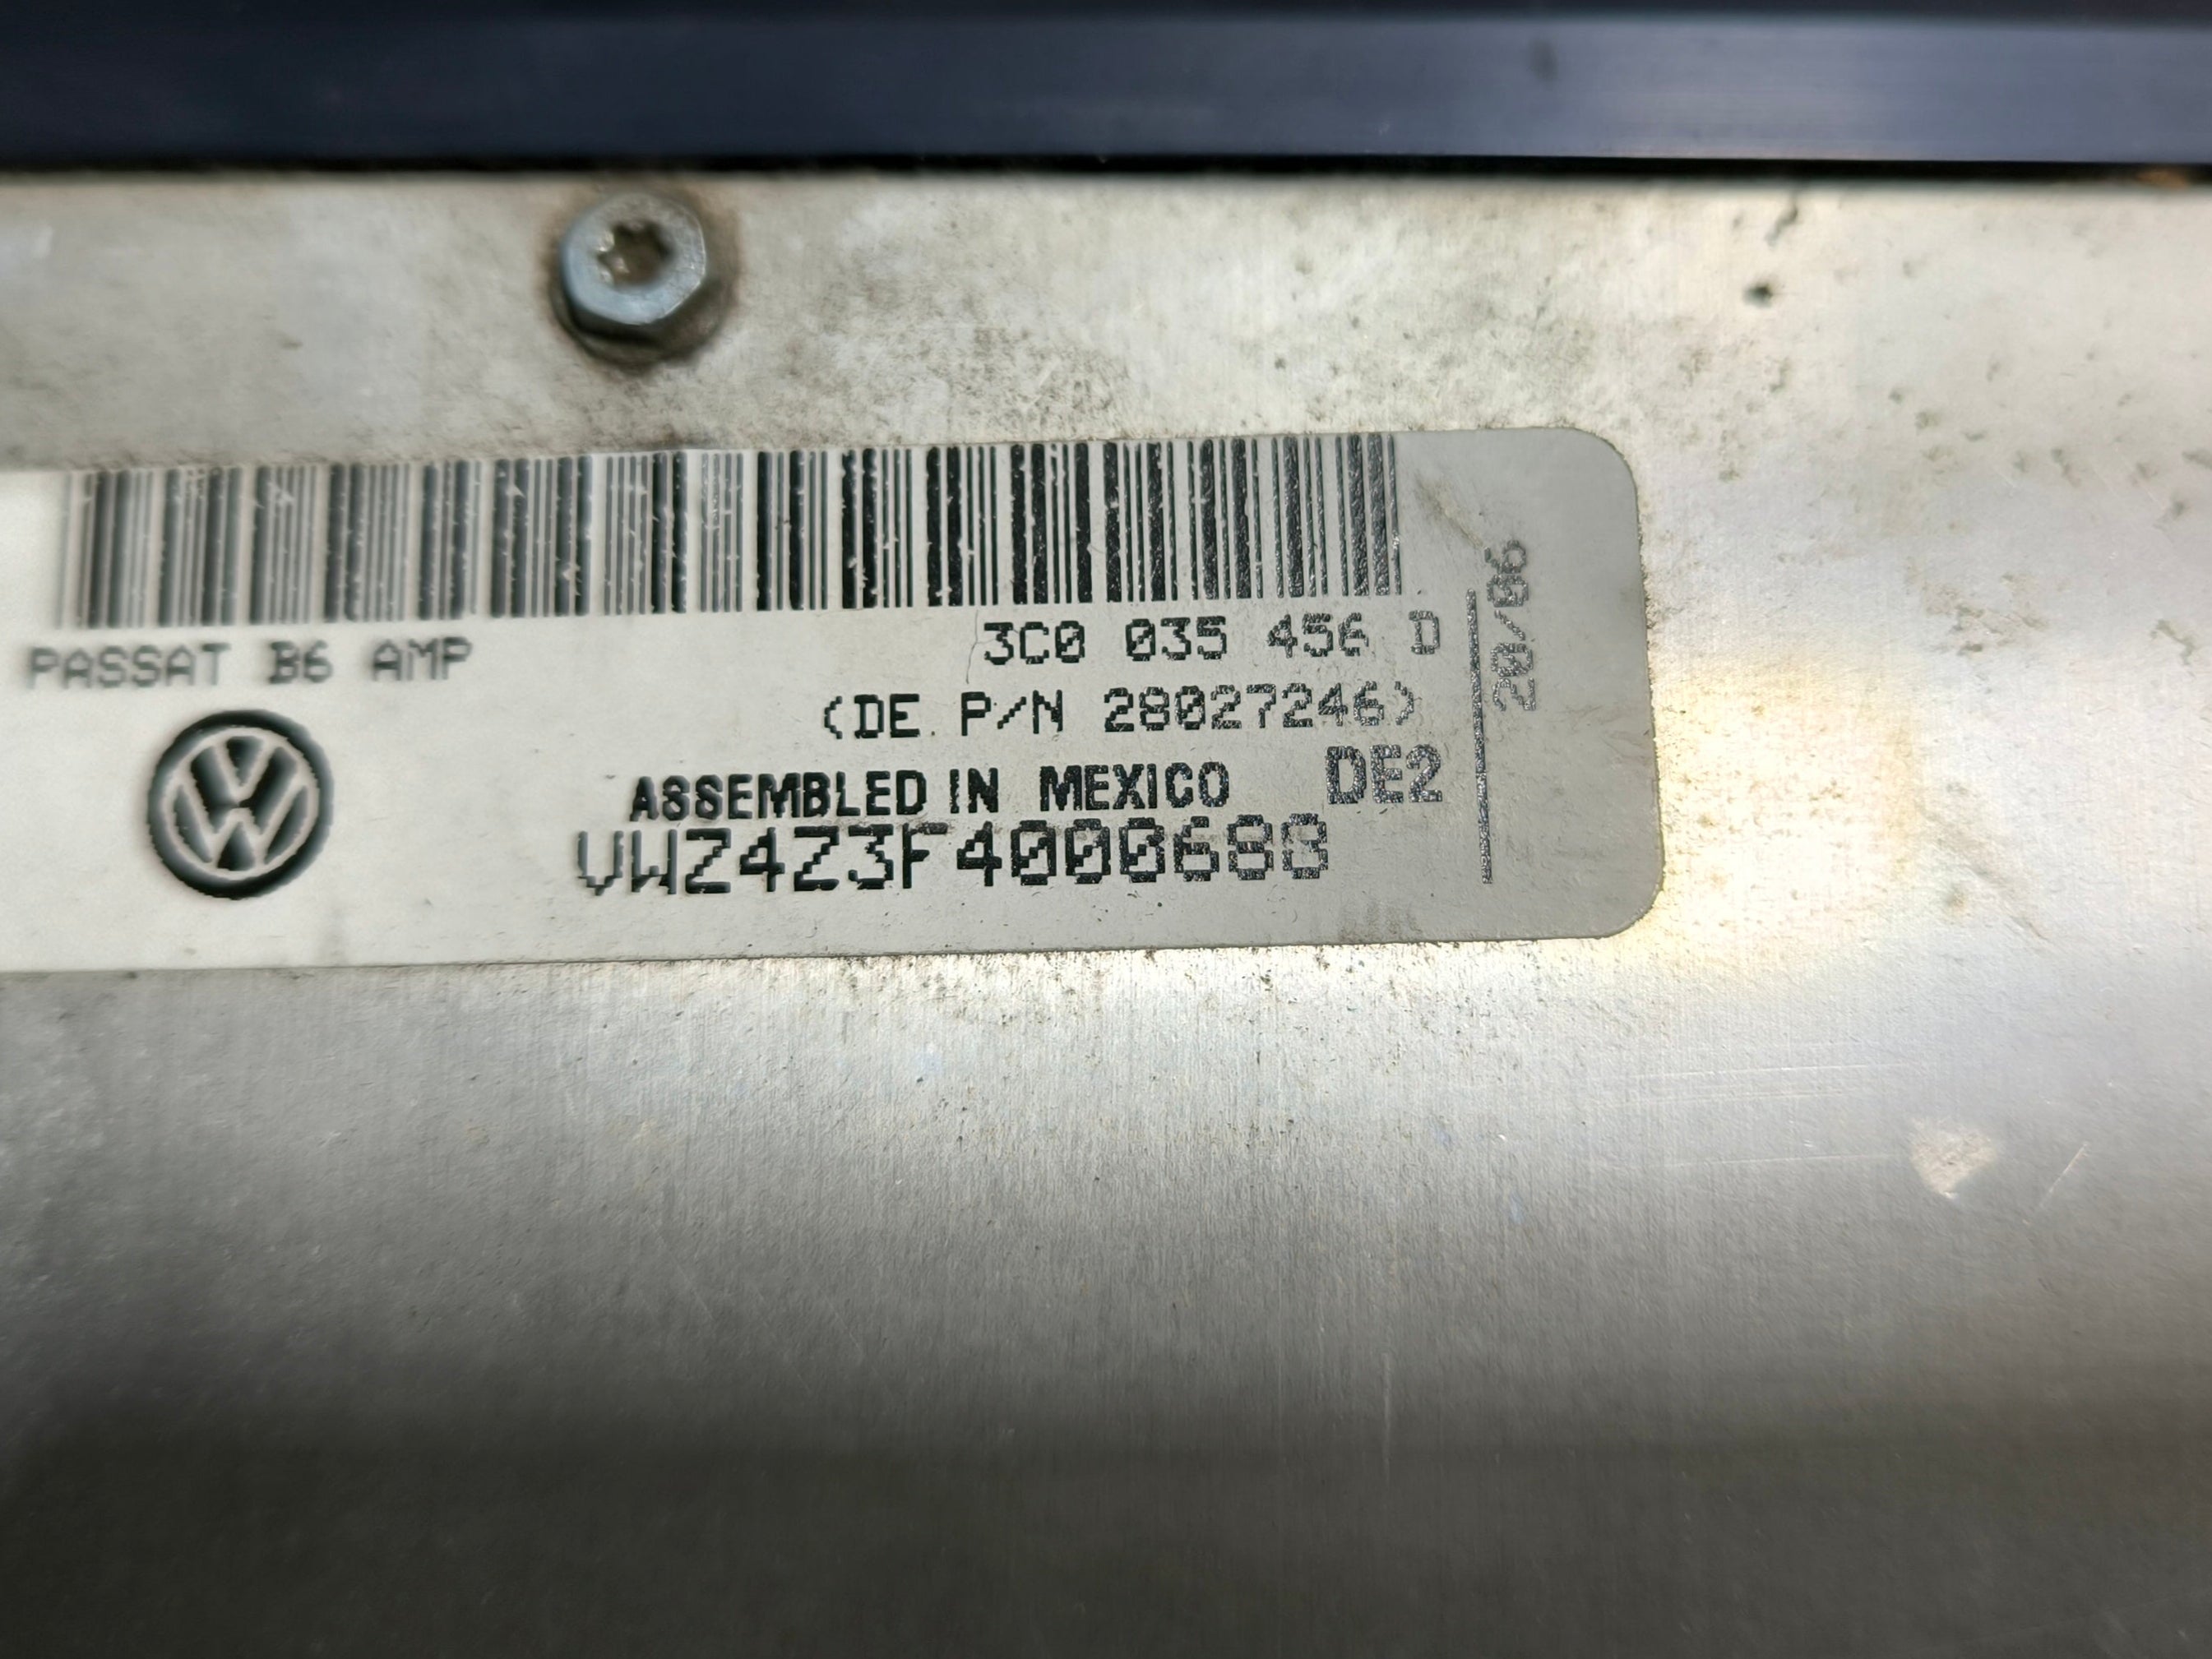 PASSAT B6 AMP
3C0 035 456 D
(DE P/N 28027246)
ASSEMBLED IN MEXICO DE2
VWZ4Z3F4000688
20/06